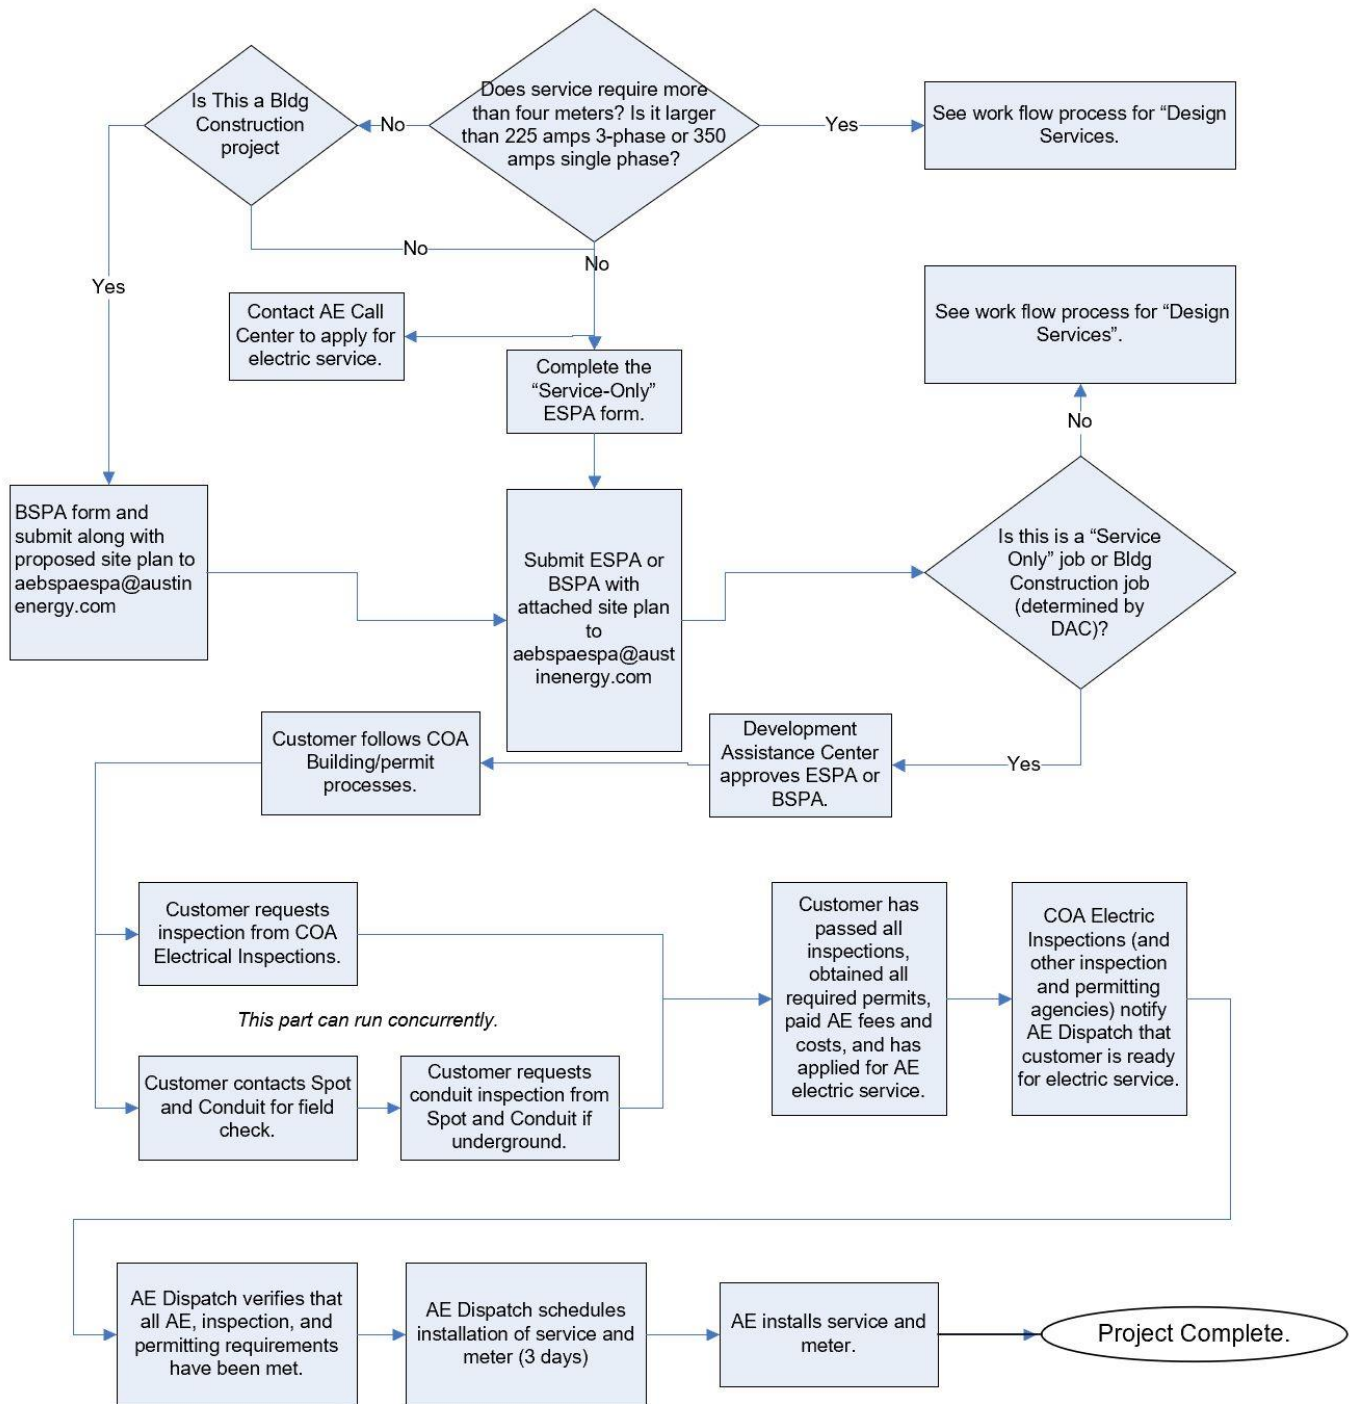 Does service require more
than four meters? Is it larger
than 225 amps 3-phase or 350
amps single phase?
Is This a Bldg
Construction
project
No
Yes
See work flow process for “Design
Services.
No
No
Yes
Contact AE Call
Center to apply for
electric service.
Complete the
“Service-Only”
ESPA form.
See work flow process for “Design
Services”.
No
BSPA form and
submit along with
proposed site plan to
aebspaespa@austin
energy.com
Submit ESPA or
BSPA with
attached site plan
to
aebspaespa@aust
inenergy.com
Is this is a “Service
Only” job or Bldg
Construction job
(determined by
DAC)?
Yes
Development
Assistance Center
approves ESPA or
BSPA.
Customer follows COA
Building/permit
processes.
Customer requests
inspection from COA
Electrical Inspections.
This part can run concurrently.
Customer contacts Spot
and Conduit for field
check.
Customer requests
conduit inspection from
Spot and Conduit if
underground.
Customer has
passed all
inspections,
obtained all
required permits,
paid AE fees and
costs, and has
applied for AE
electric service.
COA Electric
Inspections (and
other inspection
and permitting
agencies) notify
AE Dispatch that
customer is ready
for electric service.
AE Dispatch verifies that
all AE, inspection, and
permitting requirements
have been met.
AE Dispatch schedules
installation of service and
meter (3 days)
AE installs service and
meter.
Project Complete.